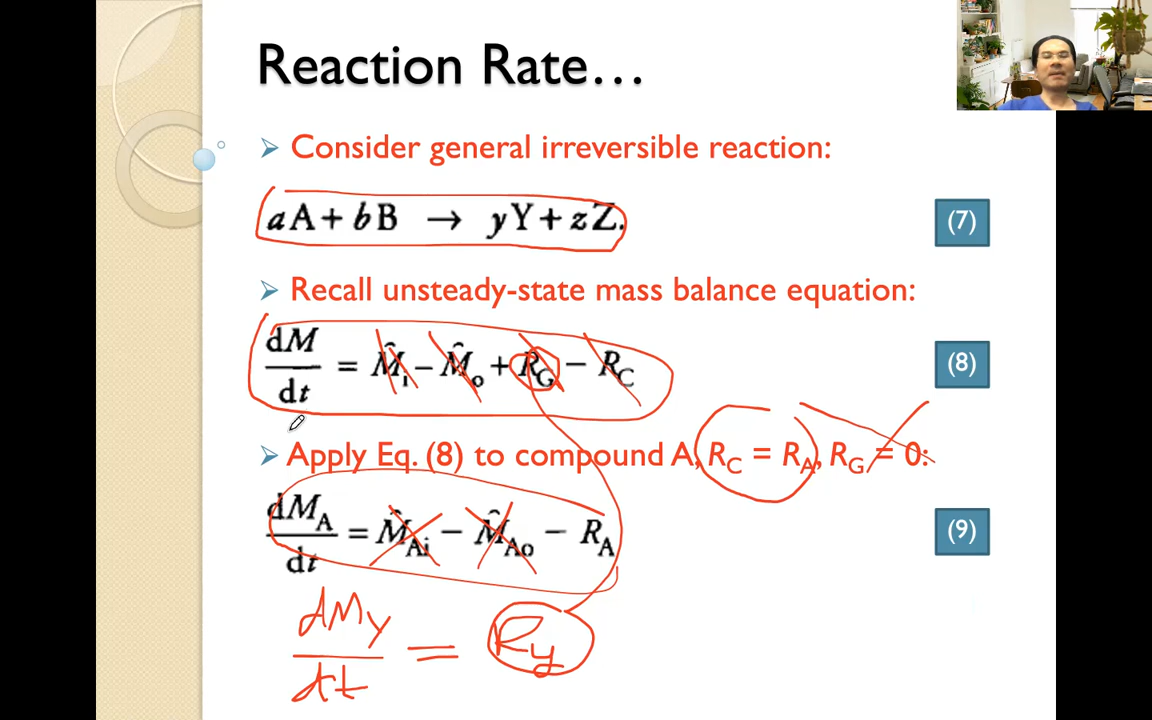 Reaction Rate…
➢ Consider general irreversible reaction:
aA + bB → yY + zZ.
(7)
➢ Recall unsteady-state mass balance equation:
dM/dt = M̂i − M̂o + RG − RC
(8)
➢ Apply Eq. (8) to compound A, RC = RA, RG = 0:
dMA/dt = M̂Ai − M̂Ao − RA
(9)
dMy/dt = Ry